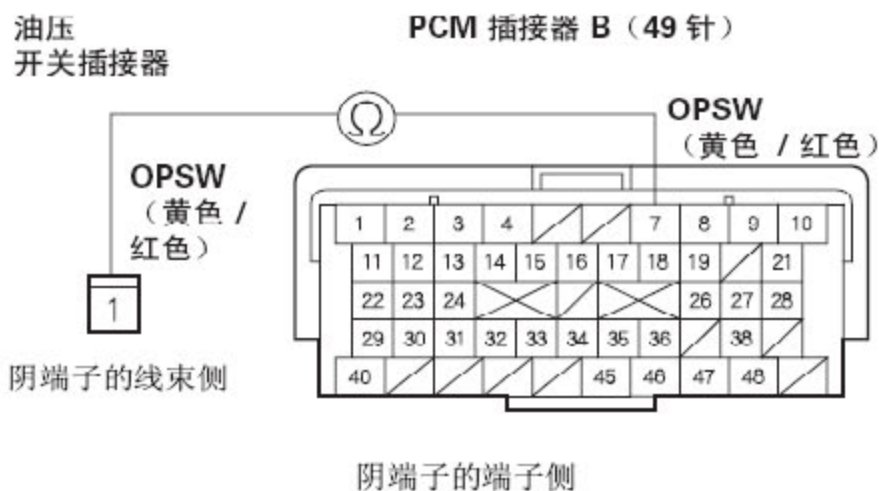 油压
开关插接器
PCM 插接器 B（49 针）
Ω
OPSW
（黄色 / 红色）
OPSW
（黄色 /
红色）
1 2 3 4 7 8 9 10
11 12 13 14 15 16 17 18 19 21
22 23 24 26 27 28
1
29 30 31 32 33 34 35 36 38
40 45 46 47 48
阴端子的线束侧
阴端子的端子侧